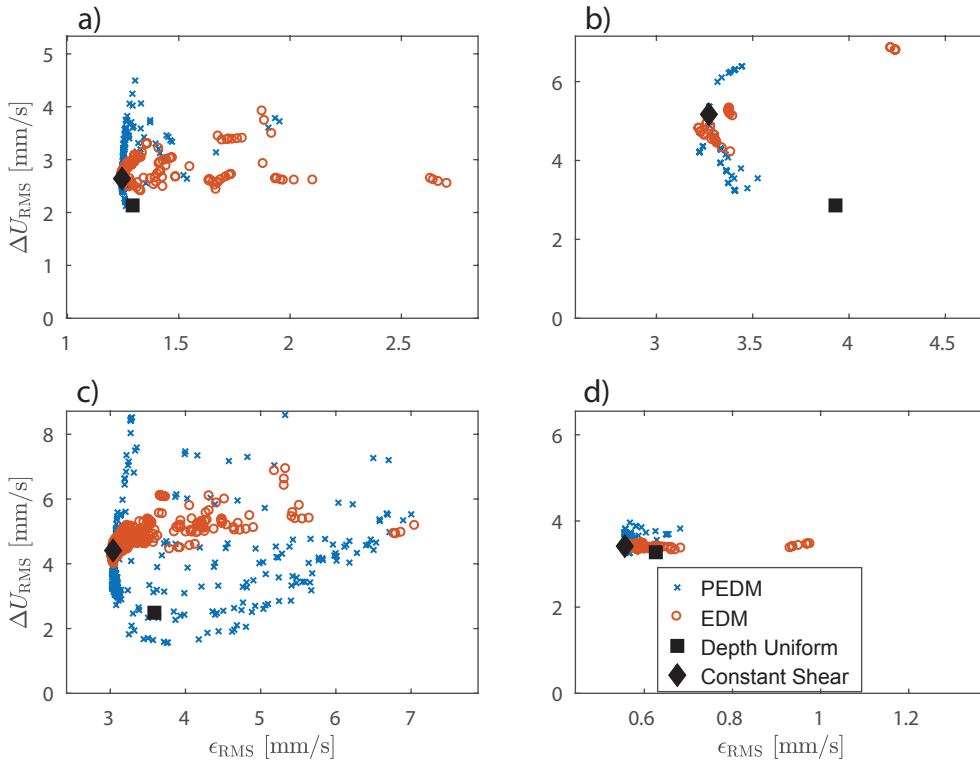 a)
b)
5
4
3
2
1
0
ΔU_RMS [mm/s]
1 1.5 2 2.5
6
4
2
0
3 3.5 4 4.5
c)
d)
8
6
4
2
0
ΔU_RMS [mm/s]
3 4 5 6 7
ϵ_RMS [mm/s]
6
4
2
0
0.6 0.8 1 1.2
ϵ_RMS [mm/s]
PEDM
EDM
Depth Uniform
Constant Shear